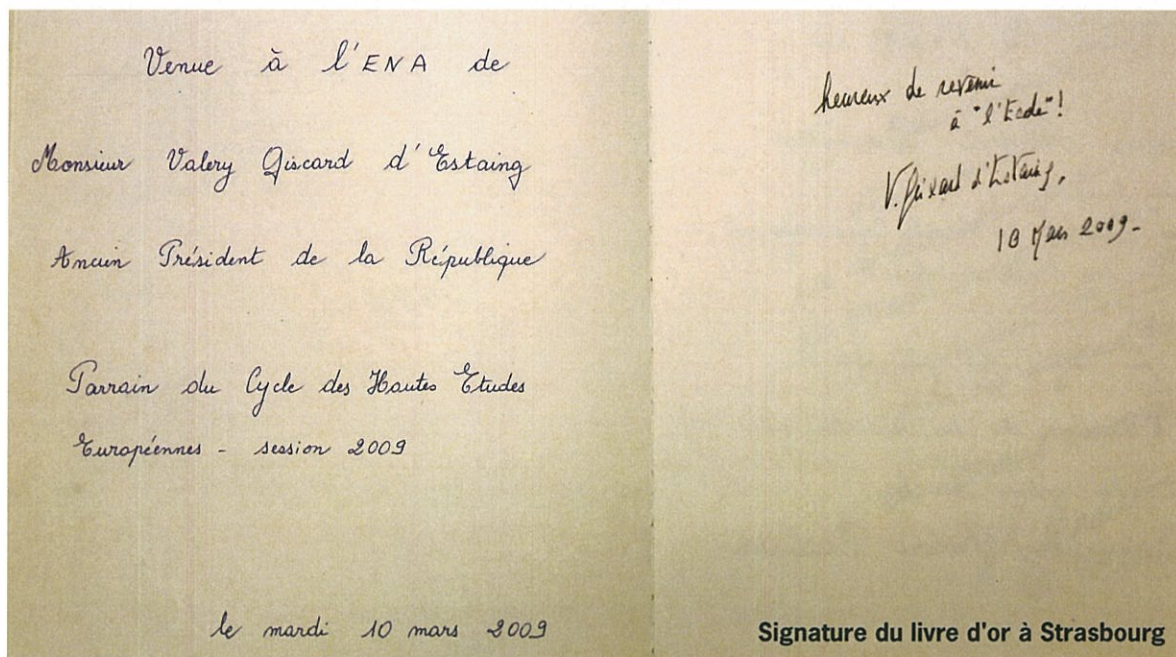 Venue à l'ENA de
Monsieur Valery Giscard d'Estaing
Ancien Président de la République
Parrain du Cycle des Hautes Etudes
Européennes - session 2009
le mardi 10 mars 2009
heureux de revenir
à "l'Ecole"!
V. Giscard d'Estaing,
10 Mars 2009-
Signature du livre d'or à Strasbourg